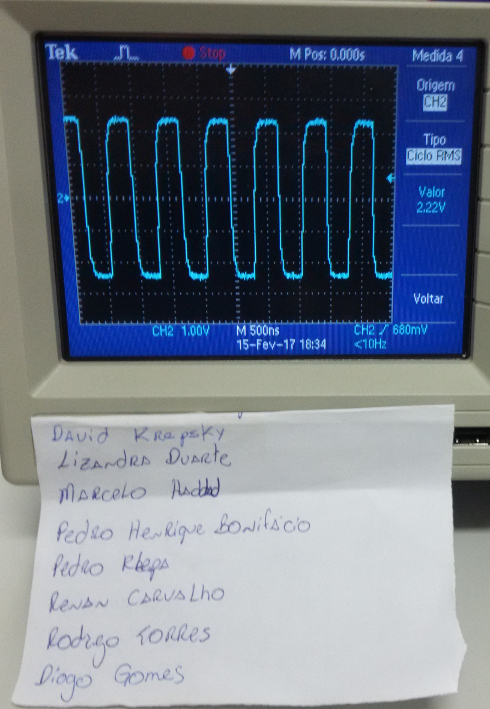 Tek Stop M Pos: 0.000s Medida 4
Origem
CH2
Tipo
Ciclo RMS
Valor
2.22V
Voltar
2
CH2 1.00V M 500ns CH2 680mV
15-Fev-17 18:34 <10Hz
David Krepsky
Lizandra Duarte
Marcelo Haddad
Pedro Henrique Bonifácio
Pedro
Renan Carvalho
Rodrigo Torres
Diogo Gomes